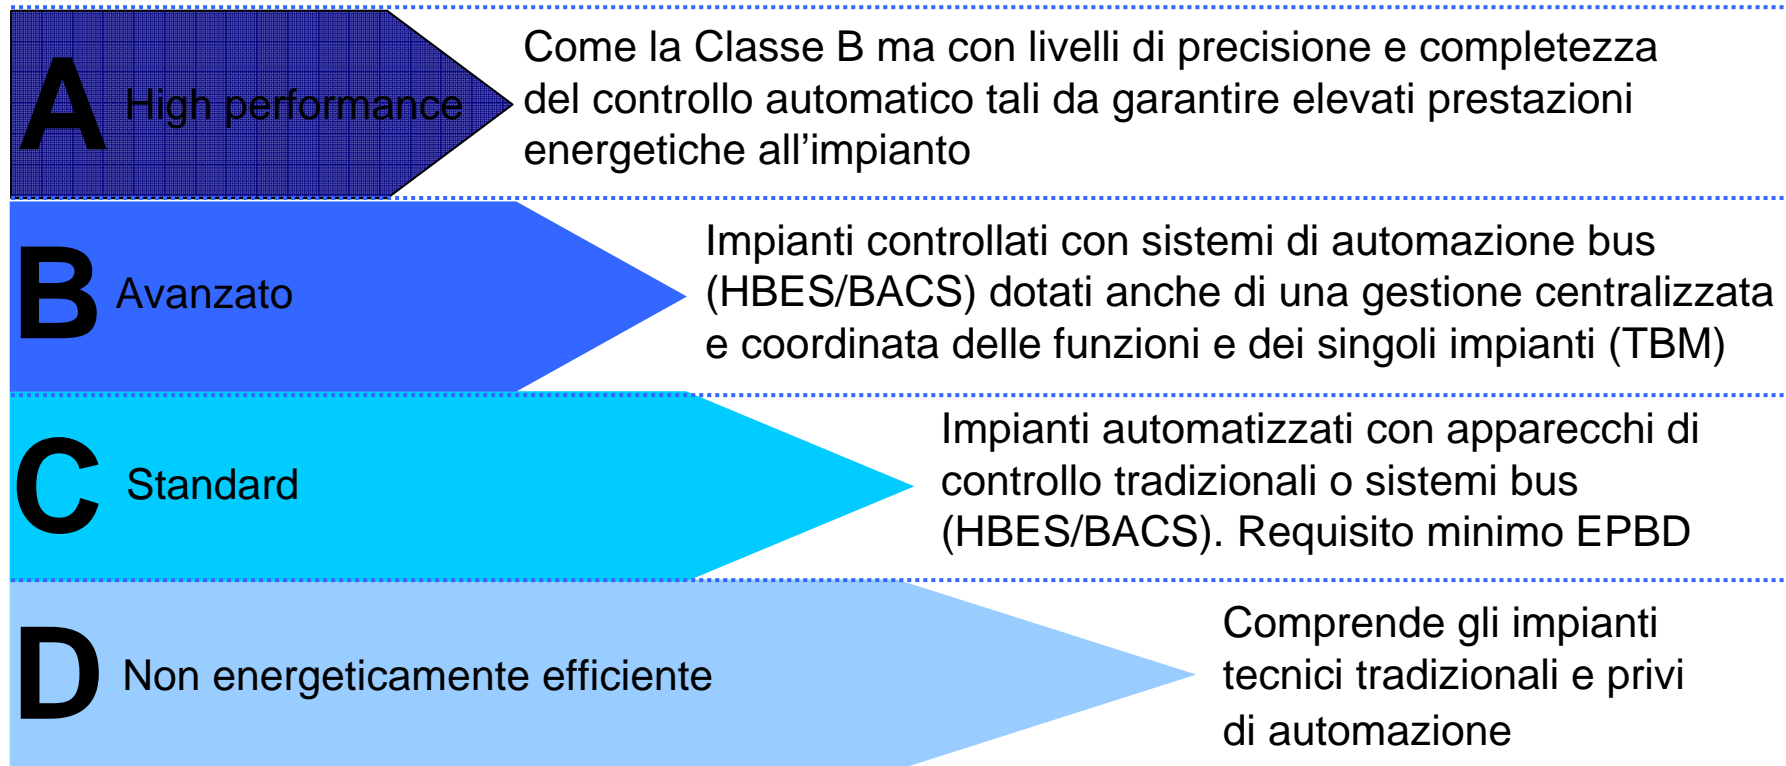 A High performance
Come la Classe B ma con livelli di precisione e completezza
del controllo automatico tali da garantire elevati prestazioni
energetiche all’impianto
B Avanzato
Impianti controllati con sistemi di automazione bus
(HBES/BACS) dotati anche di una gestione centralizzata
e coordinata delle funzioni e dei singoli impianti (TBM)
C Standard
Impianti automatizzati con apparecchi di
controllo tradizionali o sistemi bus
(HBES/BACS). Requisito minimo EPBD
D Non energeticamente efficiente
Comprende gli impianti
tecnici tradizionali e privi
di automazione